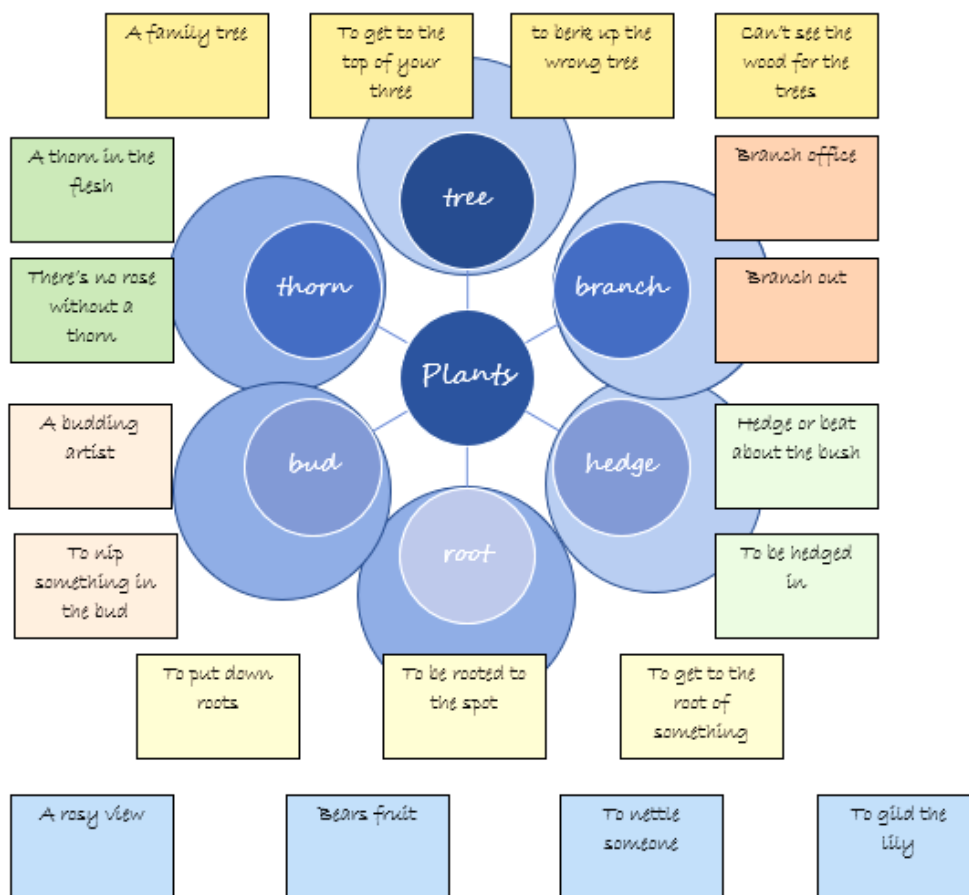 A family tree
To get to the
top of your
three
to berk up the
wrong tree
Can't see the
wood for the
trees
A thorn in the
flesh
tree
Branch office
There's no rose
without a
thorn
thorn
branch
Branch out
Plants
A budding
artist
bud
hedge
Hedge or beat
about the bush
To nip
something in
the bud
root
To be hedged
in
To put down
roots
To be rooted to
the spot
To get to the
root of
something
A rosy view
Bears fruit
To nettle
someone
To gild the
lily